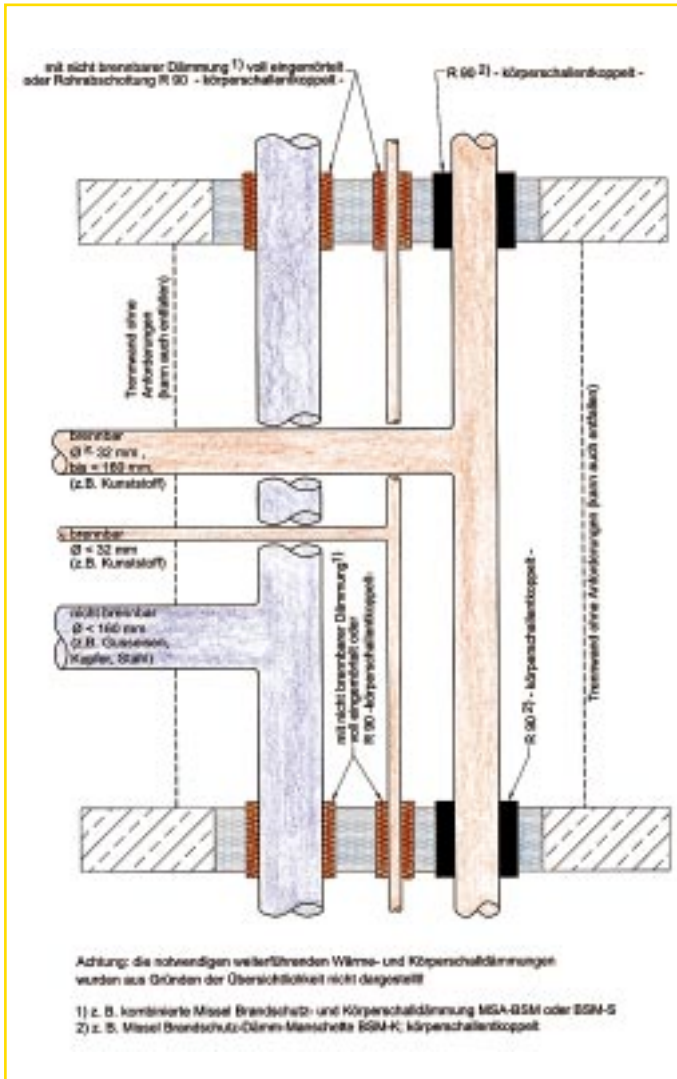 mit nicht brennbarer Dämmung 1) voll eingemörtelt
oder Rohrabschottung R 90 - körperschallentkoppelt -
R 90 2) - körperschallentkoppelt -
Trennwand ohne
Anforderungen
(kann auch entfallen)
brennbar
Ø ≥ 32 mm ,
bis < 160 mm,
(z.B. Kunststoff)
brennbar
Ø < 32 mm
(z.B. Kunststoff)
nicht brennbar
Ø < 160 mm
(z.B. Gusseisen,
Kupfer, Stahl)
mit nicht brennbarer Dämmung 1)
voll eingemörtelt oder
R 90 -körperschallentkoppelt-
R 90 2) - körperschallentkoppelt -
Trennwand ohne Anforderungen (kann auch entfallen)
Achtung: die notwendigen weiterführenden Wärme- und Körperschalldämmungen
wurden aus Gründen der Übersichtlichkeit nicht dargestellt!
1) z. B. kombinierte Missel Brandschutz- und Körperschalldämmung MSA-BSM oder BSM-S
2) z. B. Missel Brandschutz-Dämm-Manschette BSM-K; körperschallentkoppelt